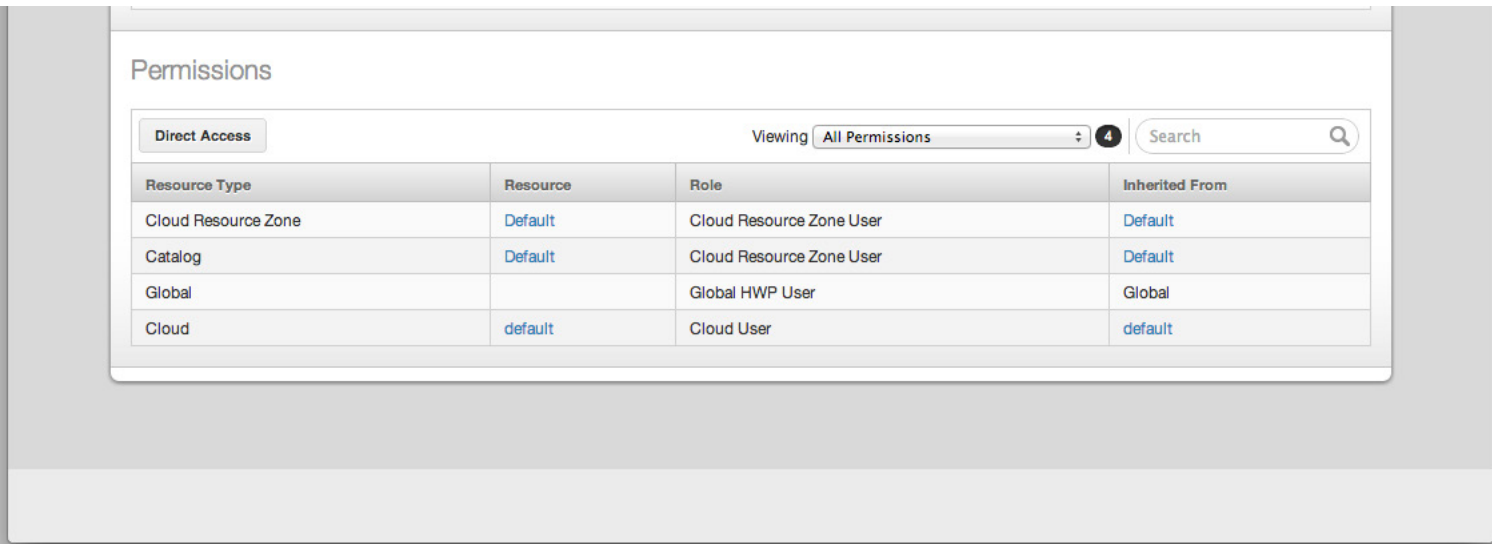 Permissions
Direct Access Viewing All Permissions 4 Search
Resource Type Resource Role Inherited From
Cloud Resource Zone Default Cloud Resource Zone User Default
Catalog Default Cloud Resource Zone User Default
Global Global HWP User Global
Cloud default Cloud User default